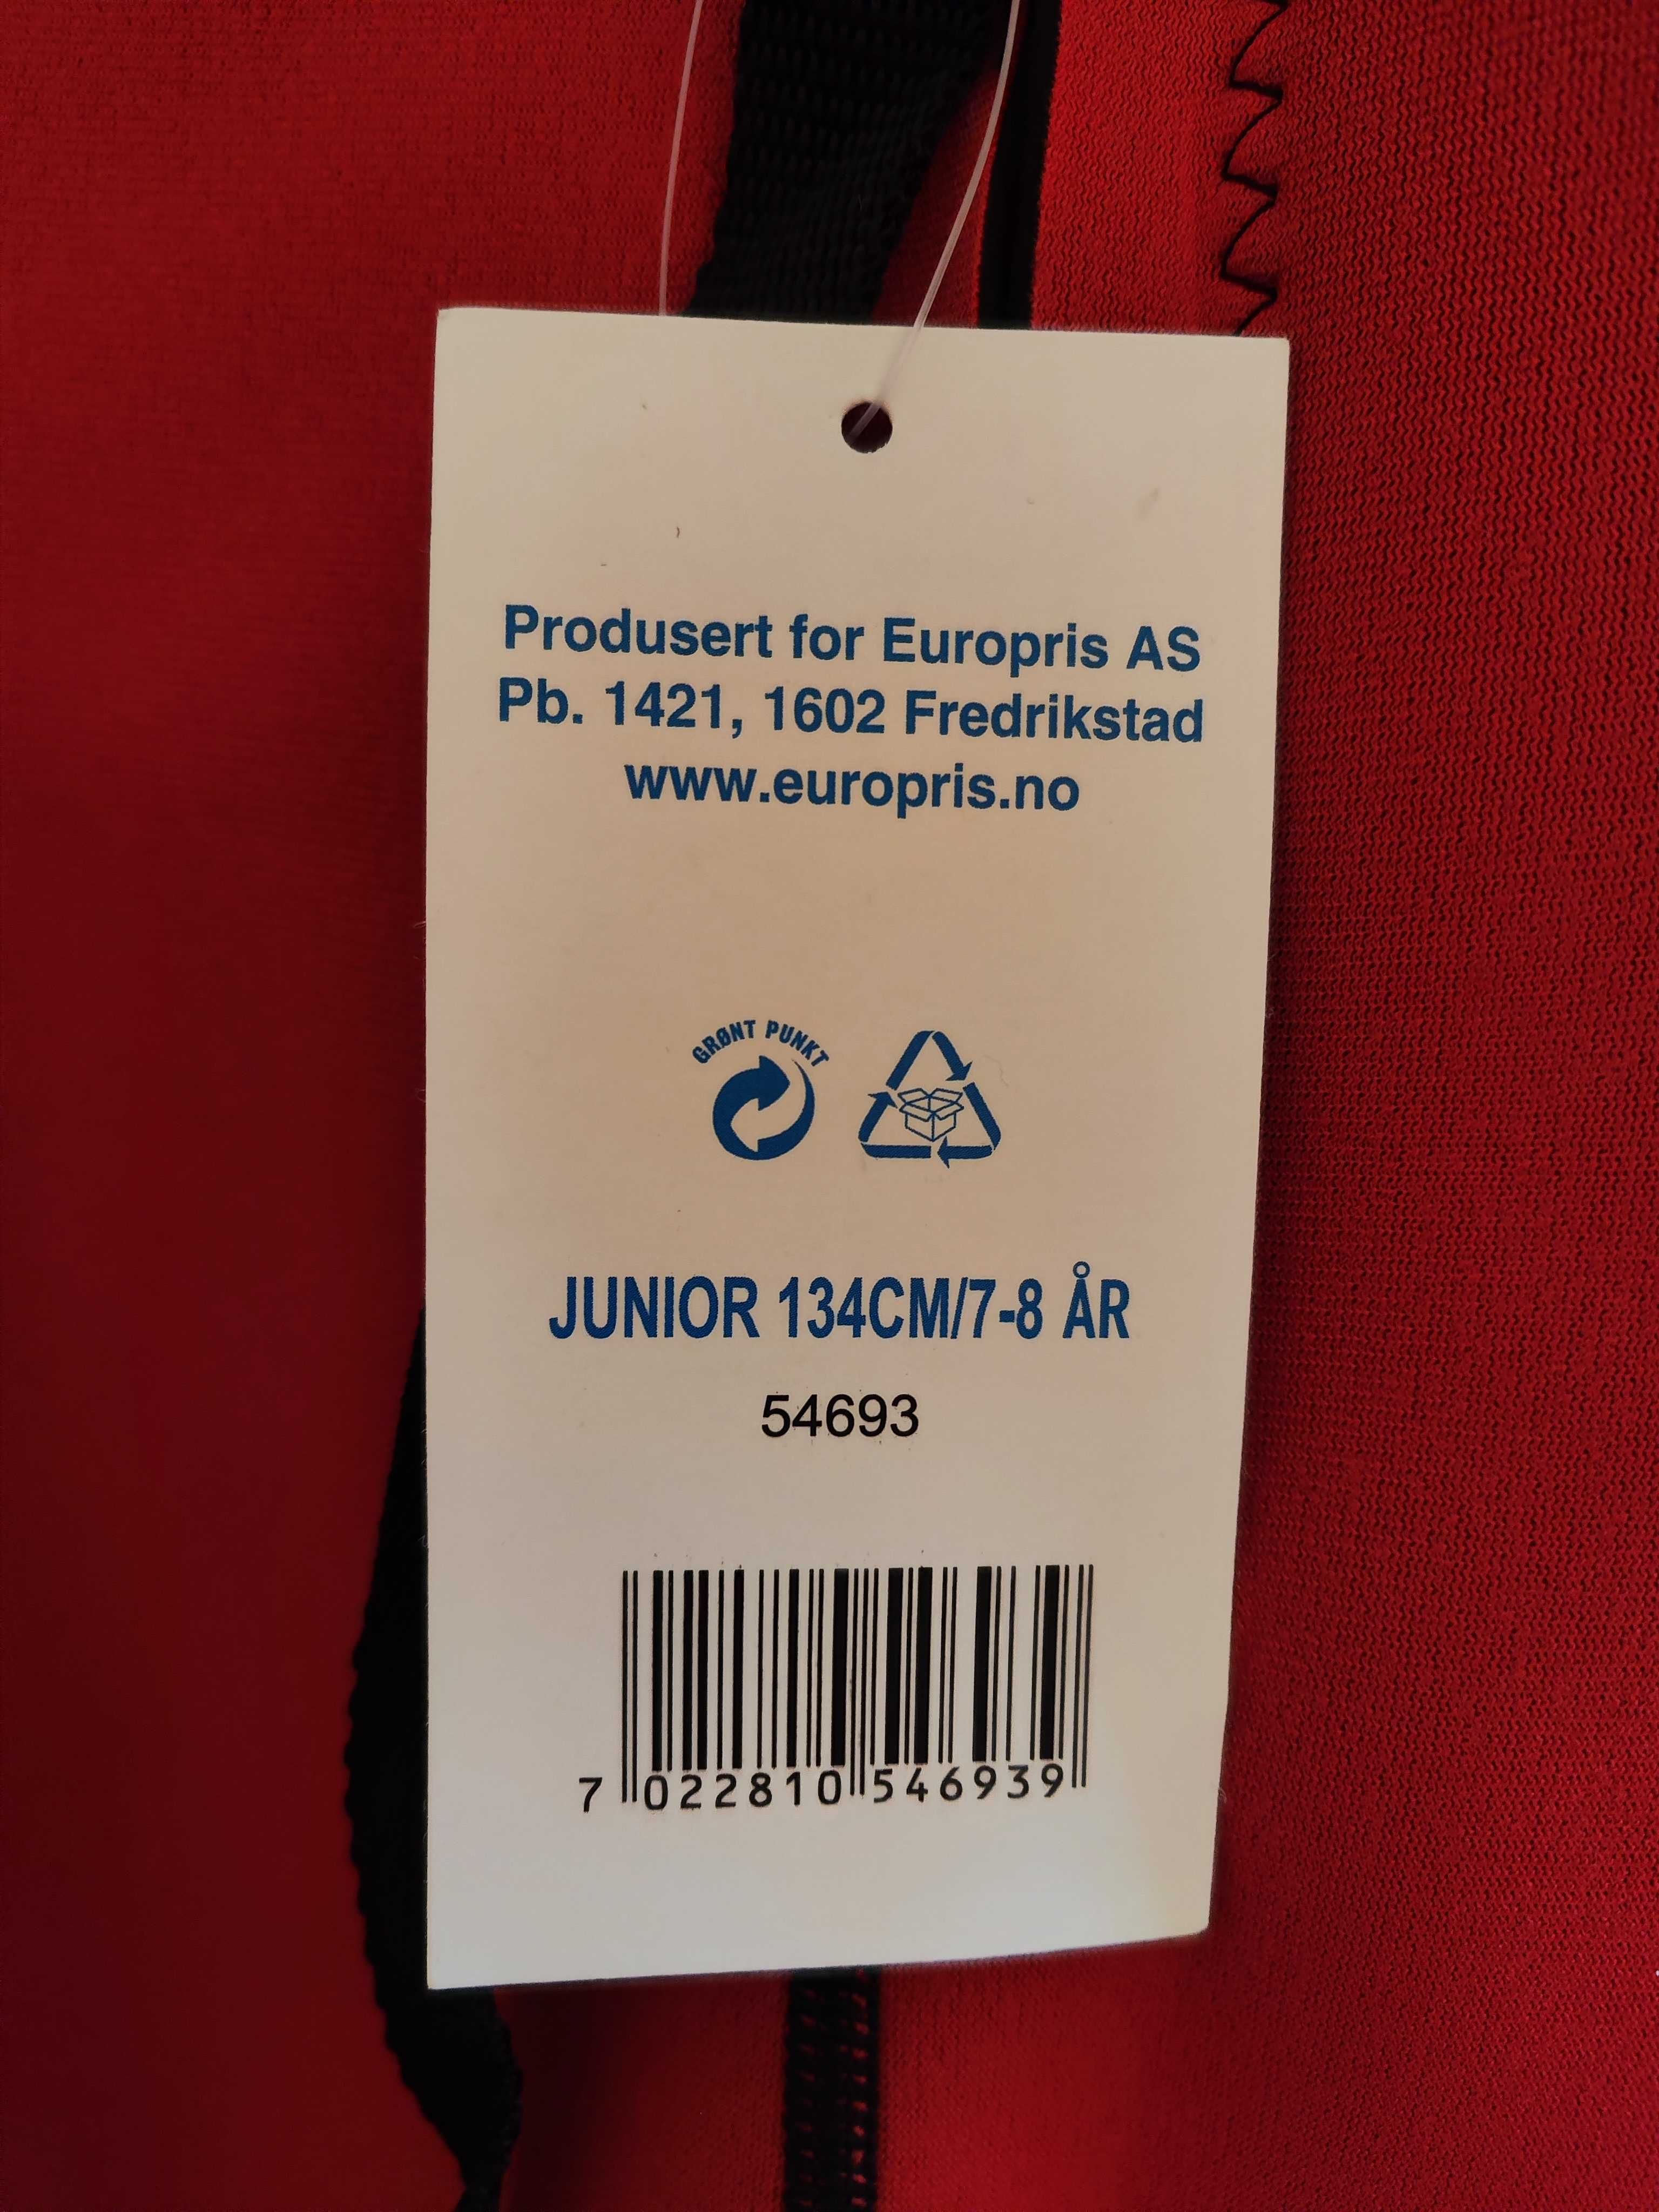 Produsert for Europris AS
Pb. 1421, 1602 Fredrikstad
www.europris.no
GRØNT PUNKT
JUNIOR 134CM/7-8 ÅR
54693
7 022810 546939